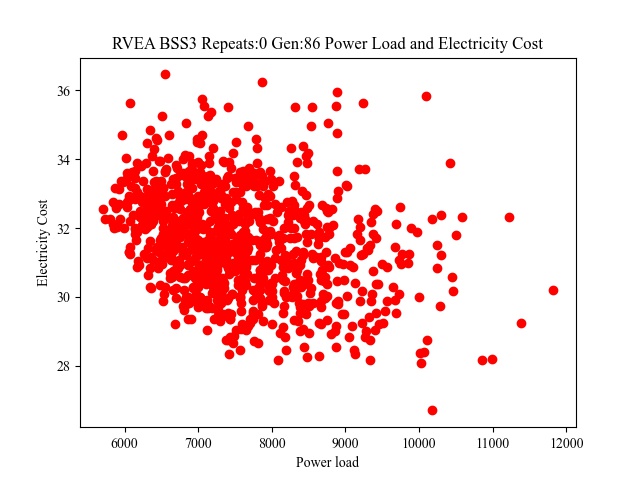 RVEA BSS3 Repeats:0 Gen:86 Power Load and Electricity Cost
36
34
32
30
28
Electricity Cost
6000 7000 8000 9000 10000 11000 12000
Power load